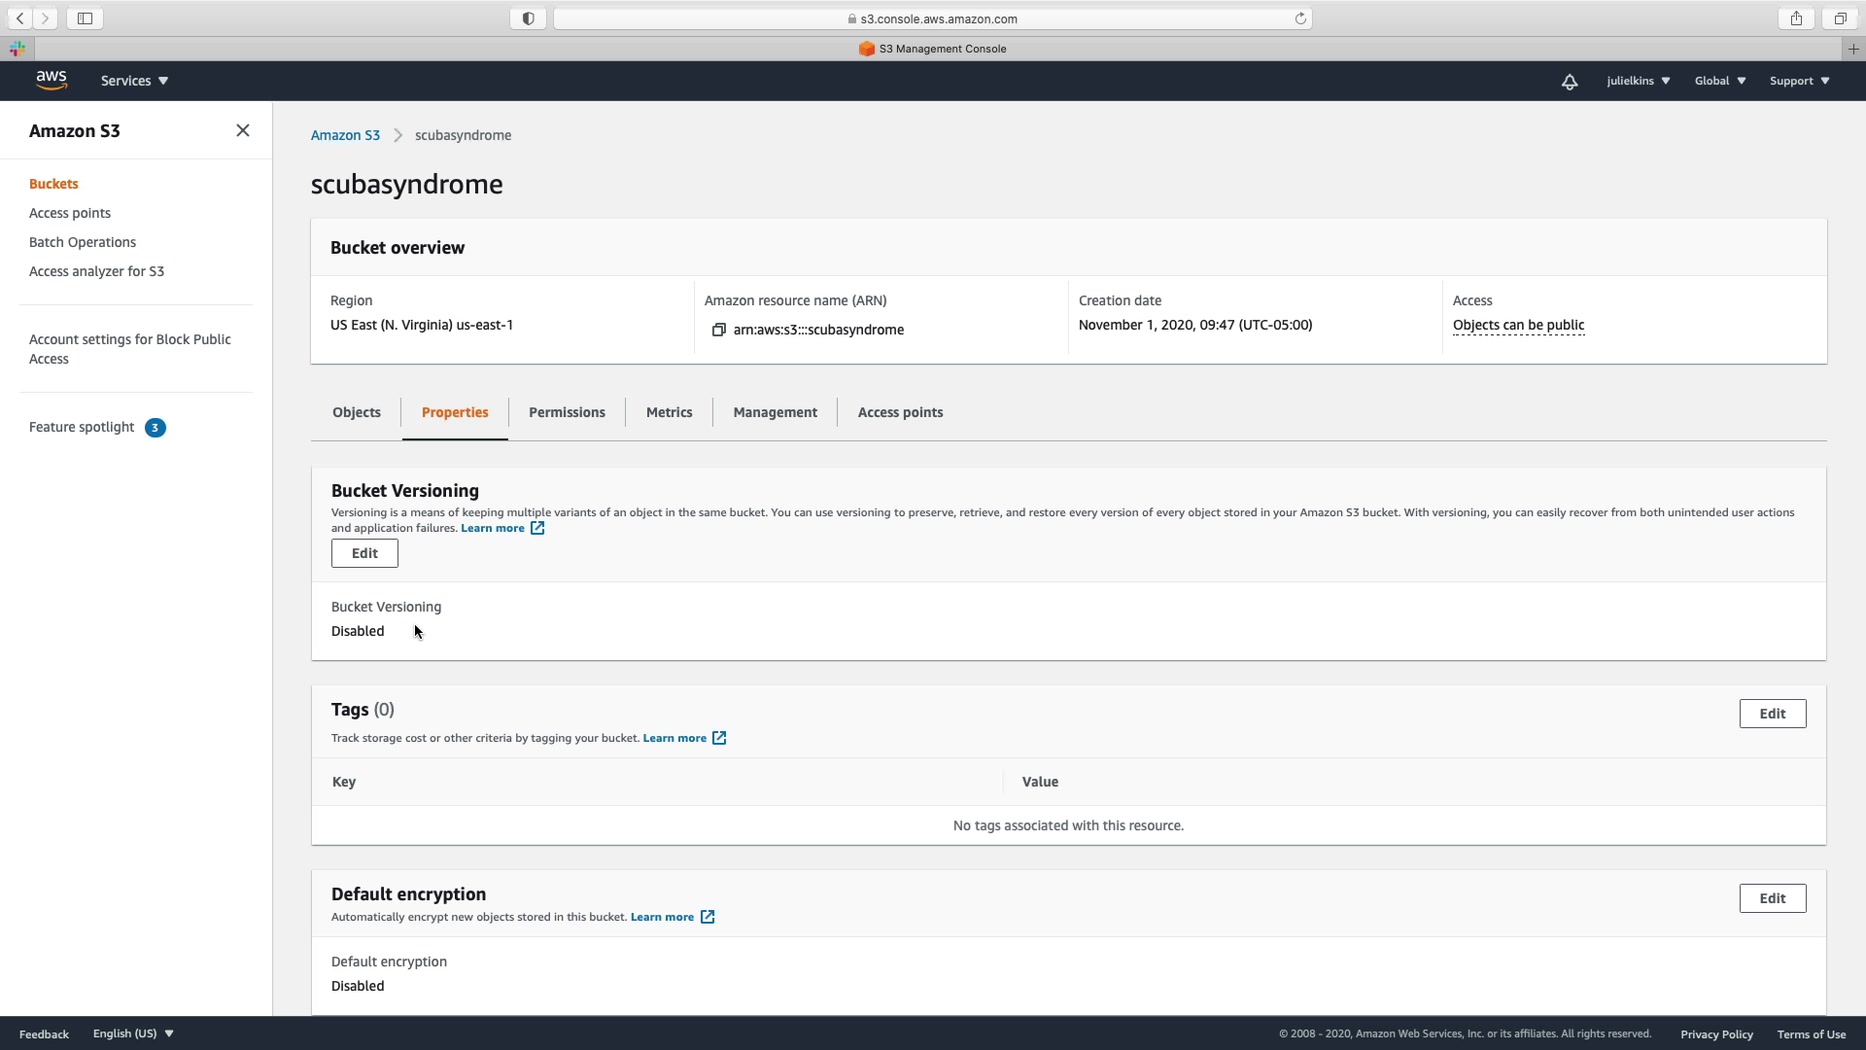 s3.console.aws.amazon.com
S3 Management Console
aws
Services
julielkins
Global
Support
Amazon S3
Buckets
Access points
Batch Operations
Access analyzer for S3
Account settings for Block Public
Access
Feature spotlight 3
Amazon S3 scubasyndrome
scubasyndrome
Bucket overview
Region
US East (N. Virginia) us-east-1
Amazon resource name (ARN)
arn:aws:s3:::scubasyndrome
Creation date
November 1, 2020, 09:47 (UTC-05:00)
Access
Objects can be public
Objects
Properties
Permissions
Metrics
Management
Access points
Bucket Versioning
Versioning is a means of keeping multiple variants of an object in the same bucket. You can use versioning to preserve, retrieve, and restore every version of every object stored in your Amazon S3 bucket. With versioning, you can easily recover from both unintended user actions
and application failures. Learn more
Edit
Bucket Versioning
Disabled
Tags (0)
Edit
Track storage cost or other criteria by tagging your bucket. Learn more
Key
Value
No tags associated with this resource.
Default encryption
Edit
Automatically encrypt new objects stored in this bucket. Learn more
Default encryption
Disabled
Feedback
English (US)
© 2008 - 2020, Amazon Web Services, Inc. or its affiliates. All rights reserved.
Privacy Policy
Terms of Use